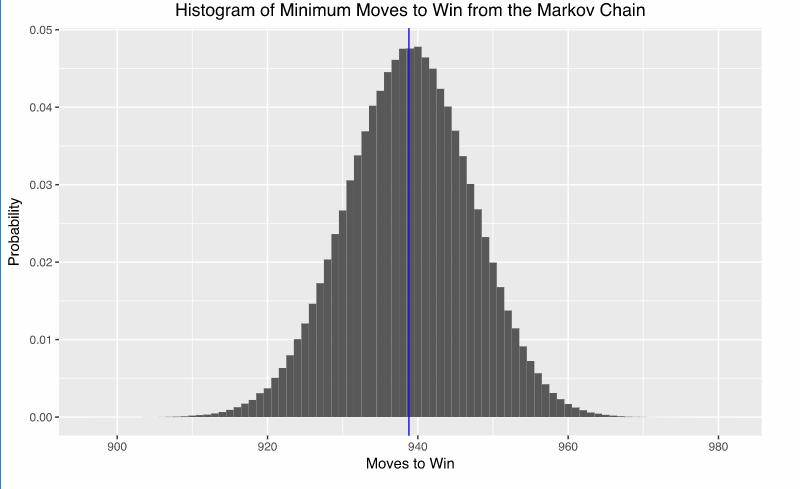 Histogram of Minimum Moves to Win from the Markov Chain
0.05
0.04
0.03
0.02
0.01
0.00
Probability
900 920 940 960 980
Moves to Win